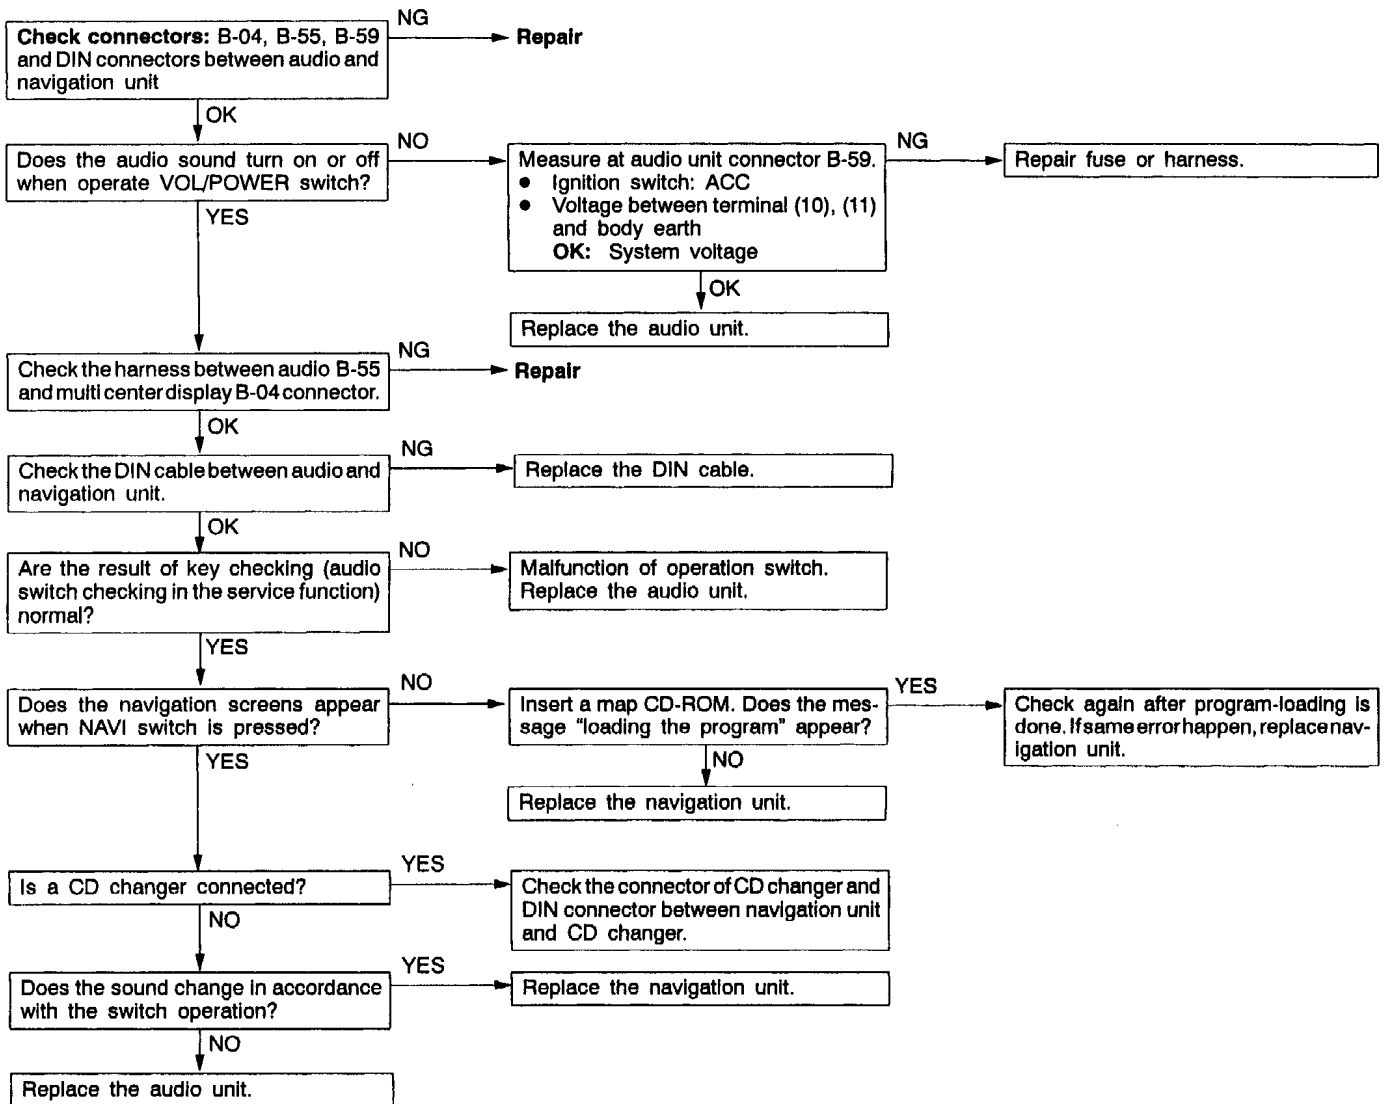 NG
Check connectors: B-04, B-55, B-59
and DIN connectors between audio and
navigation unit
Repair
OK
Does the audio sound turn on or off
when operate VOL/POWER switch?
NO
Measure at audio unit connector B-59.
● Ignition switch: ACC
● Voltage between terminal (10), (11)
and body earth
OK: System voltage
NG
Repair fuse or harness.
YES
OK
Replace the audio unit.
Check the harness between audio B-55
and multi center display B-04 connector.
NG
Repair
OK
Check the DIN cable between audio and
navigation unit.
NG
Replace the DIN cable.
OK
Are the result of key checking (audio
switch checking in the service function)
normal?
NO
Malfunction of operation switch.
Replace the audio unit.
YES
Does the navigation screens appear
when NAVI switch is pressed?
NO
Insert a map CD-ROM. Does the mes-
sage "loading the program" appear?
YES
Check again after program-loading is
done. If same error happen, replace nav-
igation unit.
YES
NO
Replace the navigation unit.
Is a CD changer connected?
YES
Check the connector of CD changer and
DIN connector between navigation unit
and CD changer.
NO
Does the sound change in accordance
with the switch operation?
YES
Replace the navigation unit.
NO
Replace the audio unit.